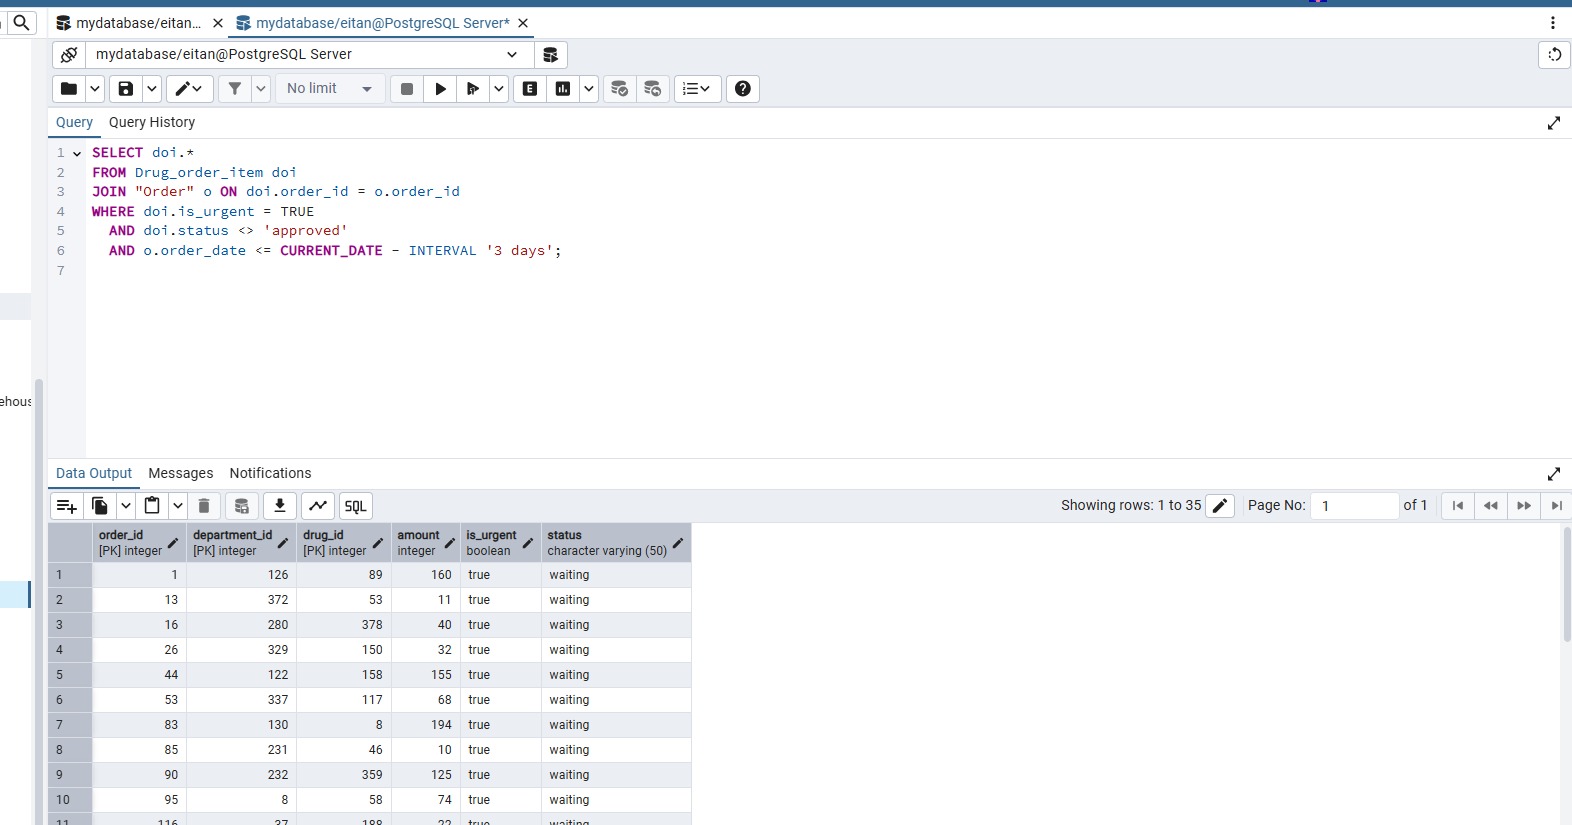 mydatabase/eitan... mydatabase/eitan@PostgreSQL Server*
mydatabase/eitan@PostgreSQL Server
No limit E
Query Query History
1 SELECT doi.*
2 FROM Drug_order_item doi
3 JOIN "Order" o ON doi.order_id = o.order_id
4 WHERE doi.is_urgent = TRUE
5 AND doi.status <> 'approved'
6 AND o.order_date <= CURRENT_DATE - INTERVAL '3 days';
7
ehous
Data Output Messages Notifications
SQL Showing rows: 1 to 35 Page No: 1 of 1
order_id department_id drug_id amount is_urgent status
[PK] integer [PK] integer [PK] integer integer boolean character varying (50)
1 1 126 89 160 true waiting
2 13 372 53 11 true waiting
3 16 280 378 40 true waiting
4 26 329 150 32 true waiting
5 44 122 158 155 true waiting
6 53 337 117 68 true waiting
7 83 130 8 194 true waiting
8 85 231 46 10 true waiting
9 90 232 359 125 true waiting
10 95 8 58 74 true waiting
11 116 37 188 22 true waiting